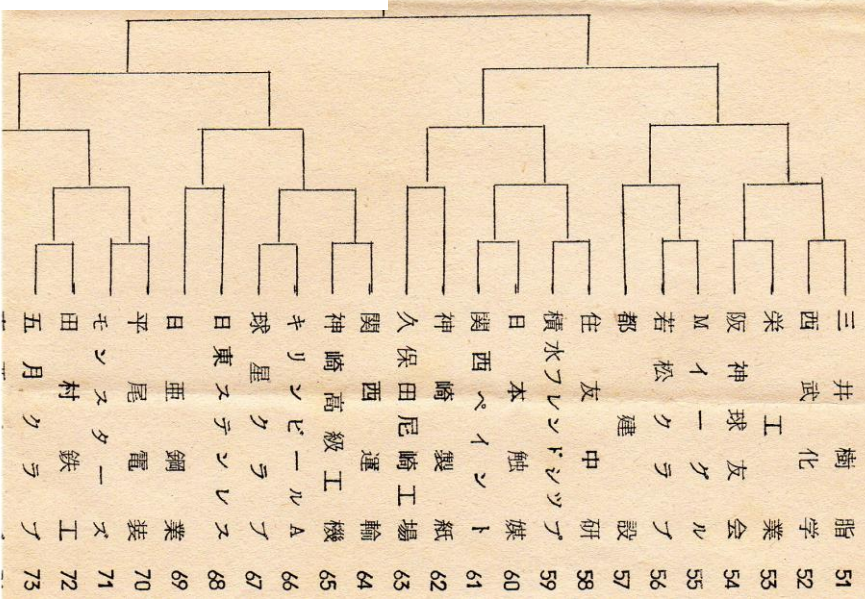 三井樹脂 51
西武化学 52
栄工業 53
阪神球友会 54
Mイーグル 55
若松クラブ 56
都建設 57
住友中研 58
積水フレンドシップ 59
日本触媒 60
関西ペイント 61
神崎製紙 62
久保田尼崎工場 63
関西運輸 64
神崎高級工機 65
キリンビールA 66
球星クラブ 67
日東ステンレス 68
日亜鋼業 69
平尾電装 70
モンスターズ 71
田村鉄工 72
五月クラブ 73